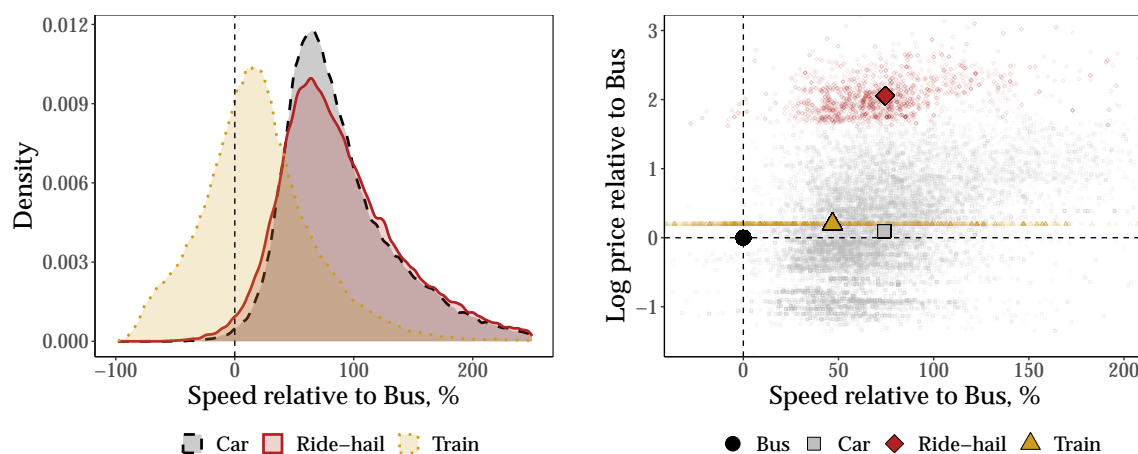 Density
0.012
0.009
0.006
0.003
0.000
−100
0
100
200
Speed relative to Bus, %
Car
Ride−hail
Train
Log price relative to Bus
3
2
1
0
−1
0
50
100
150
200
Speed relative to Bus, %
Bus
Car
Ride−hail
Train